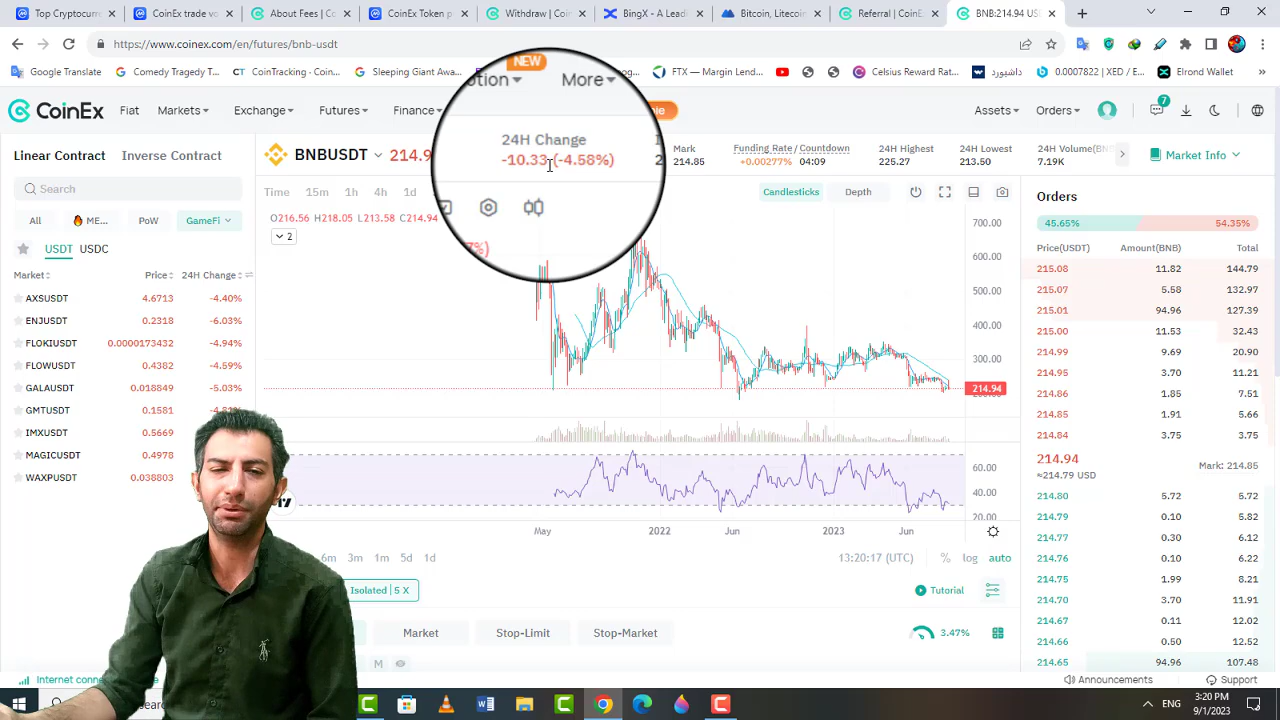 Top Cryptocurr
CoinEx trade vo
About Fees | Co
CoinEx Token p
Withdraw | Coin
BingX - A Leadi
Bitcoin, Litecoin
Referral | CoinEx
BNB:214.94 US
https://www.coinex.com/en/futures/bnb-usdt
Google Translate
Comedy Tragedy T...
CoinTracking · Cry...
Sleeping Giant Awa...
FTX — Margin Lend...
Celsius Reward Rat...
داشبورد
0.0007822 | XED / E...
Elrond Wallet
CoinEx
Fiat
Markets
Exchange
Futures
Finance
NEW
More
Assets
Orders
7
Linear Contract
Inverse Contract
BNBUSDT
214.9
24H Change
-10.33 (-4.58%)
Mark
214.85
Funding Rate / Countdown
+0.00277% 04:09
24H Highest
225.27
24H Lowest
213.50
24H Volume(BN
7.19K
Market Info
Search
Time 15m 1h 4h 1d
Candlesticks
Depth
Orders
All
ME...
PoW
GameFi
O216.56 H218.05 L213.58 C214.94
2
45.65%
54.35%
USDT
USDC
Market
Price
24H Change
AXSUSDT 4.6713 -4.40%
ENJUSDT 0.2318 -6.03%
FLOKIUSDT 0.0000173432 -4.94%
FLOWUSDT 0.4382 -4.59%
GALAUSDT 0.018849 -5.03%
GMTUSDT 0.1581
IMXUSDT 0.5669
MAGICUSDT 0.4978
WAXPUSDT 0.038803
700.00
600.00
500.00
400.00
300.00
214.94
60.00
40.00
20.00
May 2022 Jun 2023 Jun
6m 3m 1m 5d 1d
13:20:17 (UTC)
% log auto
Isolated | 5 X
Tutorial
Market
Stop-Limit
Stop-Market
3.47%
M
Price(USDT) Amount(BNB) Total
215.08 11.82 144.79
215.07 5.58 132.97
215.01 94.96 127.39
215.00 11.53 32.43
214.99 9.69 20.90
214.95 3.70 11.21
214.86 1.85 7.51
214.85 1.91 5.66
214.84 3.75 3.75
214.94
≈214.79 USD
Mark: 214.85
214.80 5.72 5.72
214.79 0.10 5.82
214.77 0.30 6.12
214.76 0.10 6.22
214.75 1.99 8.21
214.70 3.70 11.91
214.67 0.11 12.02
214.66 0.50 12.52
214.65 94.96 107.48
Internet conne
Announcements
Support
ENG
3:20 PM
9/1/2023